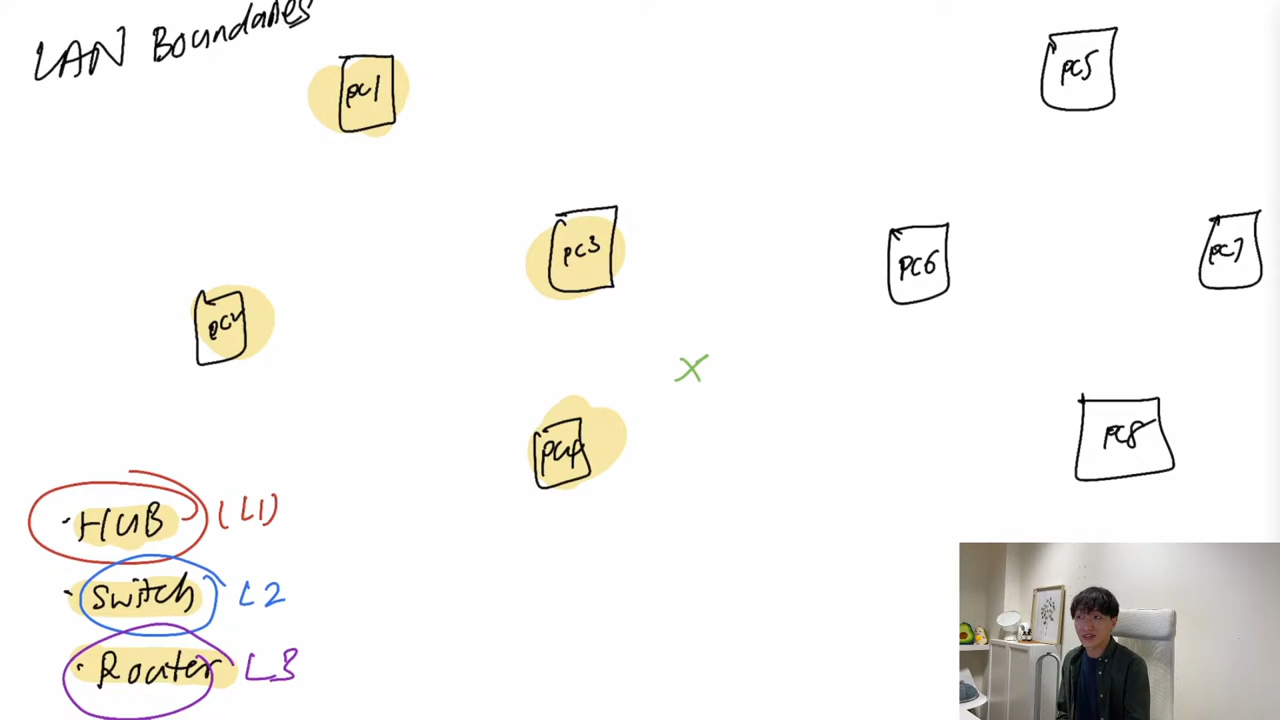 LAN Boundaries
pc1
pc5
pc3
pc6
pc7
pc2
X
pc4
pc8
· HUB (L1)
· Switch L2
· Router L3